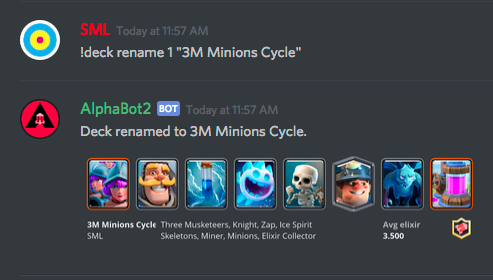 SML Today at 11:57 AM
!deck rename 1 "3M Minions Cycle"
AlphaBot2 BOT Today at 11:57 AM
Deck renamed to 3M Minions Cycle.
3M Minions Cycle Three Musketeers, Knight, Zap, Ice Spirit Avg elixir
SML Skeletons, Miner, Minions, Elixir Collector 3.500